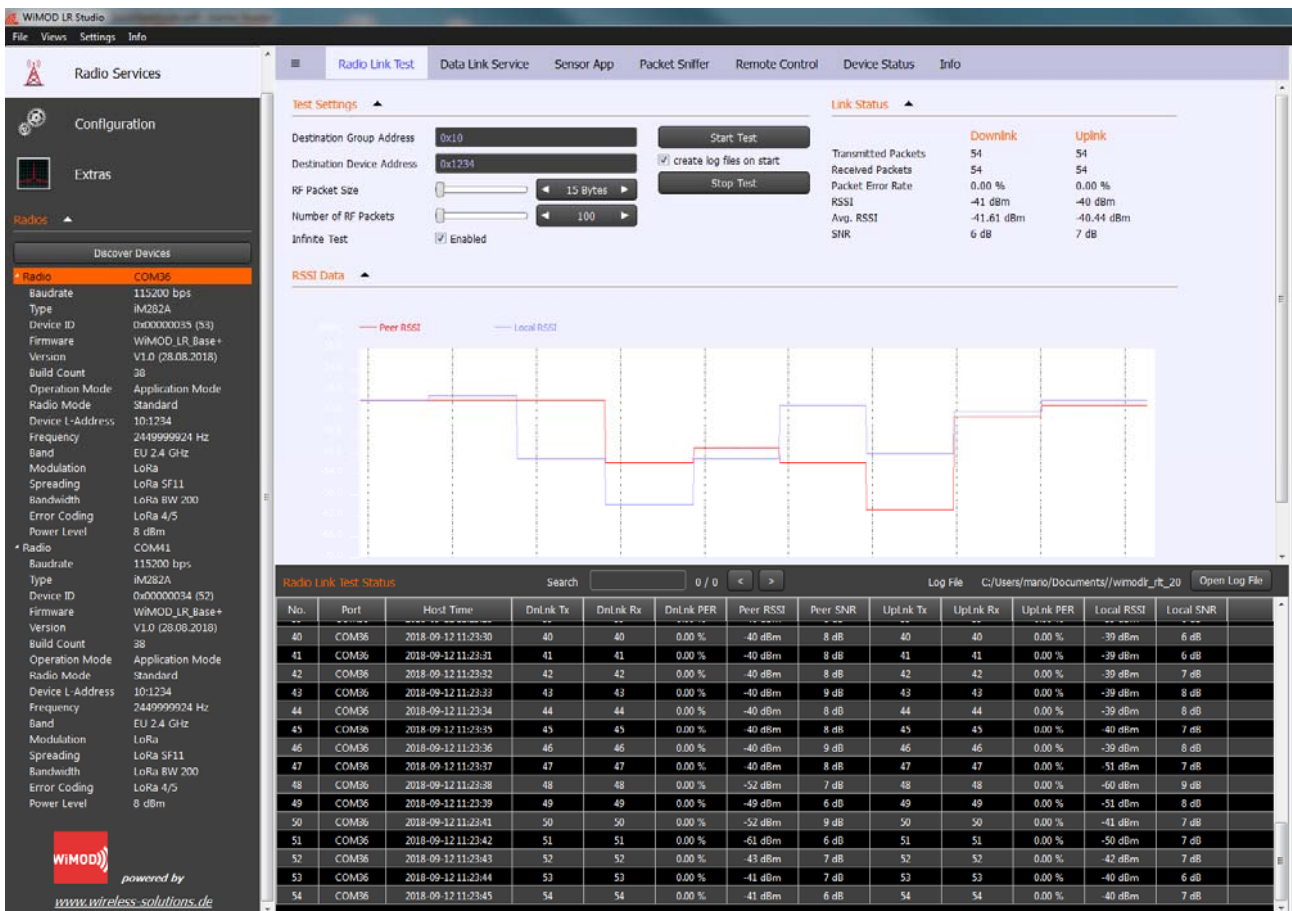 WiMOD LR Studio
File Views Settings Info
Radio Services
Configuration
Extras
Radios
Discover Devices
Radio COM36
Baudrate 115200 bps
Type iM282A
Device ID 0x00000035 (53)
Firmware WiMOD_LR_Base+
Version V1.0 (28.08.2018)
Build Count 38
Operation Mode Application Mode
Radio Mode Standard
Device L-Address 10:1234
Frequency 2449999924 Hz
Band EU 2.4 GHz
Modulation LoRa
Spreading LoRa SF11
Bandwidth LoRa BW 200
Error Coding LoRa 4/5
Power Level 8 dBm
Radio COM41
Baudrate 115200 bps
Type iM282A
Device ID 0x00000034 (52)
Firmware WiMOD_LR_Base+
Version V1.0 (28.08.2018)
Build Count 38
Operation Mode Application Mode
Radio Mode Standard
Device L-Address 10:1234
Frequency 2449999924 Hz
Band EU 2.4 GHz
Modulation LoRa
Spreading LoRa SF11
Bandwidth LoRa BW 200
Error Coding LoRa 4/5
Power Level 8 dBm
WiMOD
powered by
www.wireless-solutions.de
Radio Link Test Data Link Service Sensor App Packet Sniffer Remote Control Device Status Info
Test Settings
Destination Group Address 0x10
Destination Device Address 0x1234
RF Packet Size 15 Bytes
Number of RF Packets 100
Infinite Test Enabled
Start Test
create log files on start
Stop Test
Link Status
Downlink Uplink
Transmitted Packets 54 54
Received Packets 54 54
Packet Error Rate 0.00 % 0.00 %
RSSI -41 dBm -40 dBm
Avg. RSSI -41.61 dBm -40.44 dBm
SNR 6 dB 7 dB
RSSI Data
Peer RSSI Local RSSI
Radio Link Test Status Search 0 / 0 < > Log File C:/Users/mario/Documents//wimodlr_rlt_20 Open Log File
No. Port Host Time DnLnk Tx DnLnk Rx DnLnk PER Peer RSSI Peer SNR UpLnk Tx UpLnk Rx UpLnk PER Local RSSI Local SNR
40 COM36 2018-09-12 11:23:30 40 40 0.00 % -40 dBm 8 dB 40 40 0.00 % -39 dBm 6 dB
41 COM36 2018-09-12 11:23:31 41 41 0.00 % -40 dBm 8 dB 41 41 0.00 % -39 dBm 6 dB
42 COM36 2018-09-12 11:23:32 42 42 0.00 % -40 dBm 8 dB 42 42 0.00 % -39 dBm 7 dB
43 COM36 2018-09-12 11:23:33 43 43 0.00 % -40 dBm 9 dB 43 43 0.00 % -39 dBm 8 dB
44 COM36 2018-09-12 11:23:34 44 44 0.00 % -40 dBm 8 dB 44 44 0.00 % -39 dBm 8 dB
45 COM36 2018-09-12 11:23:35 45 45 0.00 % -40 dBm 8 dB 45 45 0.00 % -40 dBm 7 dB
46 COM36 2018-09-12 11:23:36 46 46 0.00 % -40 dBm 9 dB 46 46 0.00 % -39 dBm 8 dB
47 COM36 2018-09-12 11:23:37 47 47 0.00 % -40 dBm 8 dB 47 47 0.00 % -51 dBm 7 dB
48 COM36 2018-09-12 11:23:38 48 48 0.00 % -52 dBm 7 dB 48 48 0.00 % -60 dBm 9 dB
49 COM36 2018-09-12 11:23:39 49 49 0.00 % -49 dBm 6 dB 49 49 0.00 % -51 dBm 8 dB
50 COM36 2018-09-12 11:23:41 50 50 0.00 % -52 dBm 9 dB 50 50 0.00 % -41 dBm 7 dB
51 COM36 2018-09-12 11:23:42 51 51 0.00 % -61 dBm 6 dB 51 51 0.00 % -50 dBm 7 dB
52 COM36 2018-09-12 11:23:43 52 52 0.00 % -43 dBm 7 dB 52 52 0.00 % -42 dBm 7 dB
53 COM36 2018-09-12 11:23:44 53 53 0.00 % -41 dBm 7 dB 53 53 0.00 % -40 dBm 6 dB
54 COM36 2018-09-12 11:23:45 54 54 0.00 % -41 dBm 6 dB 54 54 0.00 % -40 dBm 7 dB